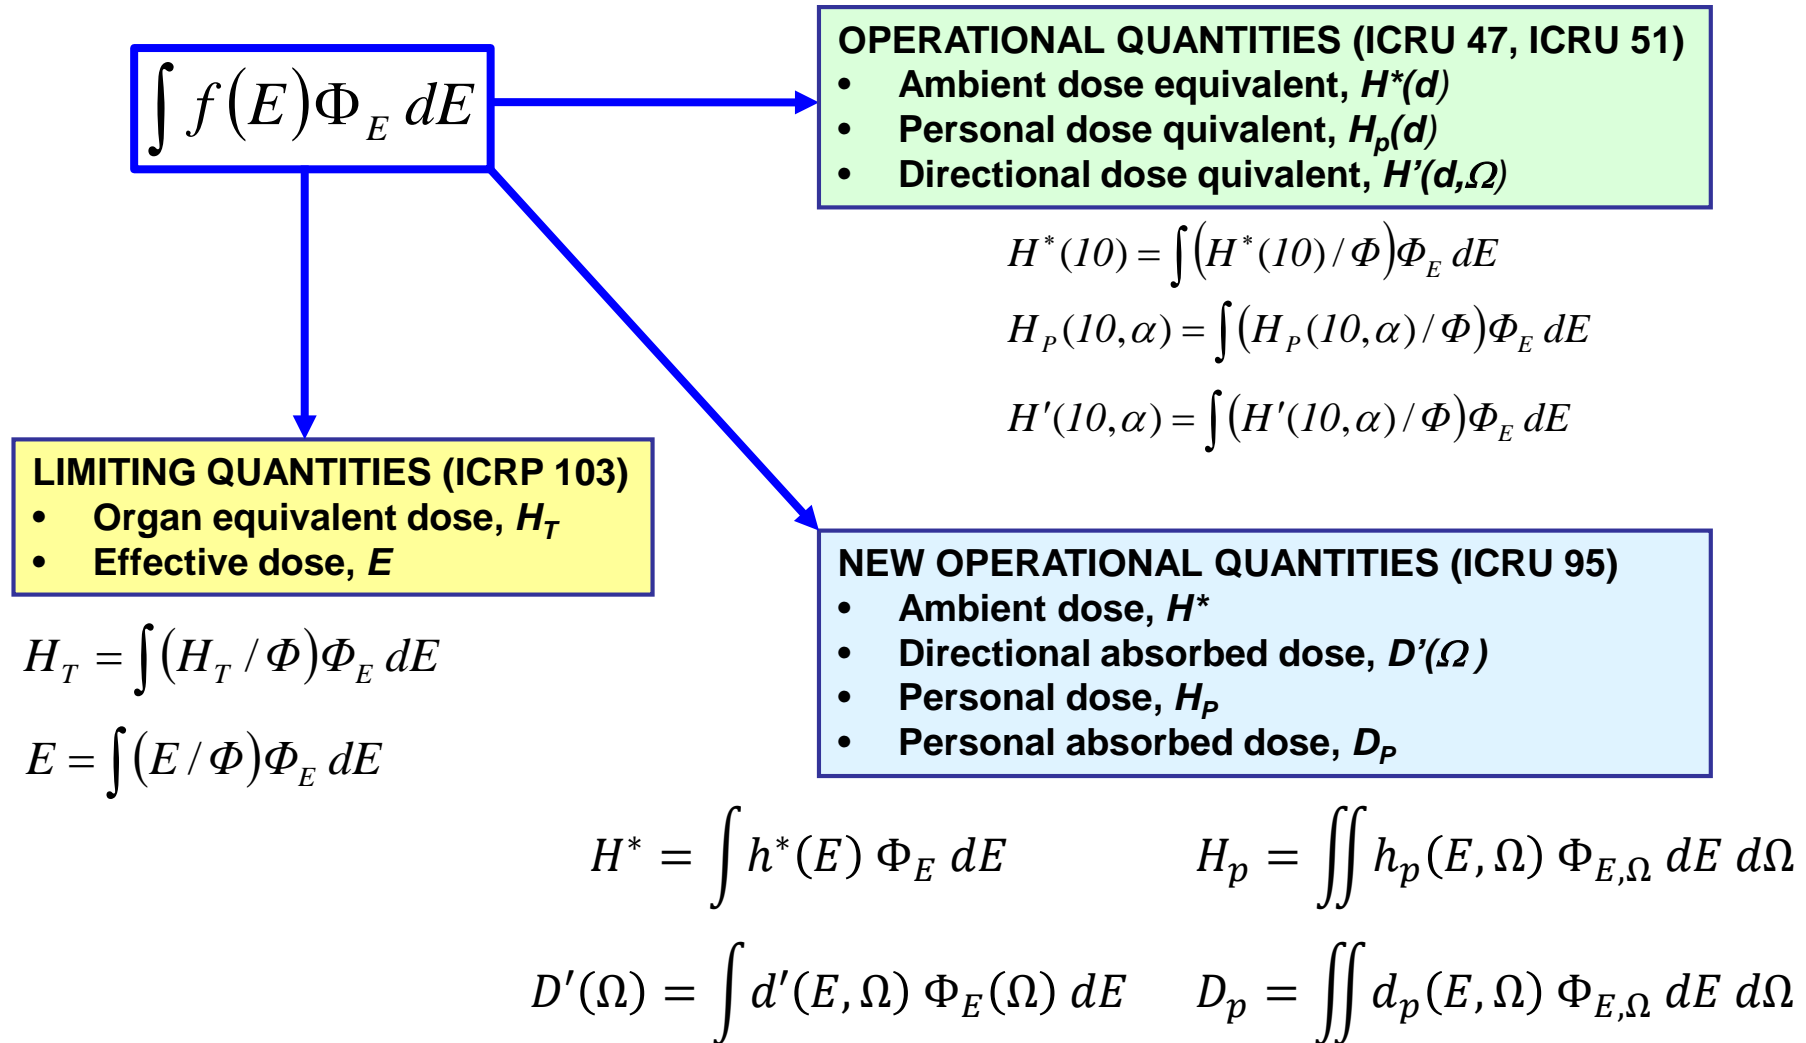 ∫ f(E)Φ_E dE
OPERATIONAL QUANTITIES (ICRU 47, ICRU 51)
• Ambient dose equivalent, H*(d)
• Personal dose quivalent, H_p(d)
• Directional dose quivalent, H’(d,Ω)
H*(10) = ∫(H*(10)/Φ)Φ_E dE
H_P(10,α) = ∫(H_P(10,α)/Φ)Φ_E dE
H′(10,α) = ∫(H′(10,α)/Φ)Φ_E dE
LIMITING QUANTITIES (ICRP 103)
• Organ equivalent dose, H_T
• Effective dose, E
H_T = ∫(H_T/Φ)Φ_E dE
E = ∫(E/Φ)Φ_E dE
NEW OPERATIONAL QUANTITIES (ICRU 95)
• Ambient dose, H*
• Directional absorbed dose, D’(Ω )
• Personal dose, H_P
• Personal absorbed dose, D_P
H* = ∫ h*(E) Φ_E dE
H_p = ∬ h_p(E, Ω) Φ_E,Ω dE dΩ
D′(Ω) = ∫ d′(E, Ω) Φ_E(Ω) dE
D_p = ∬ d_p(E, Ω) Φ_E,Ω dE dΩ